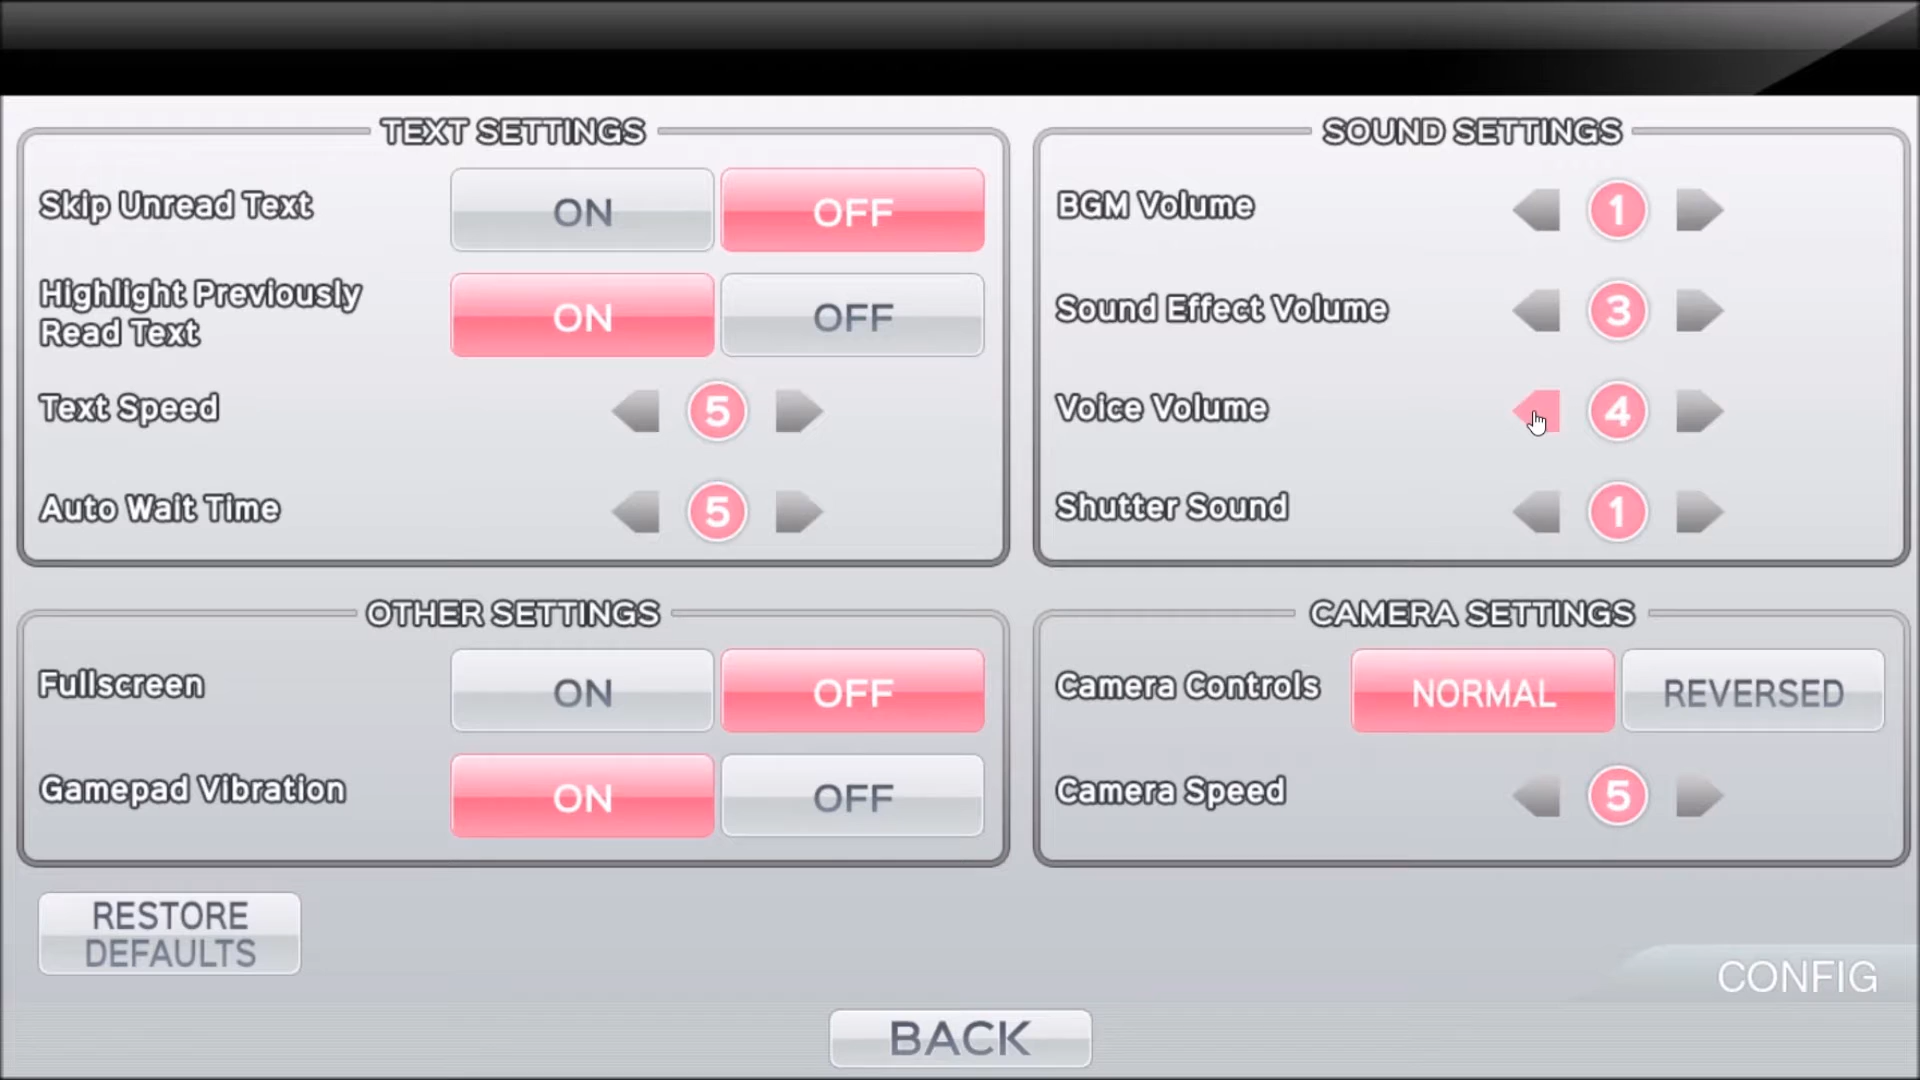 TEXT SETTINGS
Skip Unread Text ON OFF
Highlight Previously
Read Text ON OFF
Text Speed 5
Auto Wait Time 5
SOUND SETTINGS
BGM Volume 1
Sound Effect Volume 3
Voice Volume 4
Shutter Sound 1
OTHER SETTINGS
Fullscreen ON OFF
Gamepad Vibration ON OFF
CAMERA SETTINGS
Camera Controls NORMAL REVERSED
Camera Speed 5
RESTORE
DEFAULTS
CONFIG
BACK